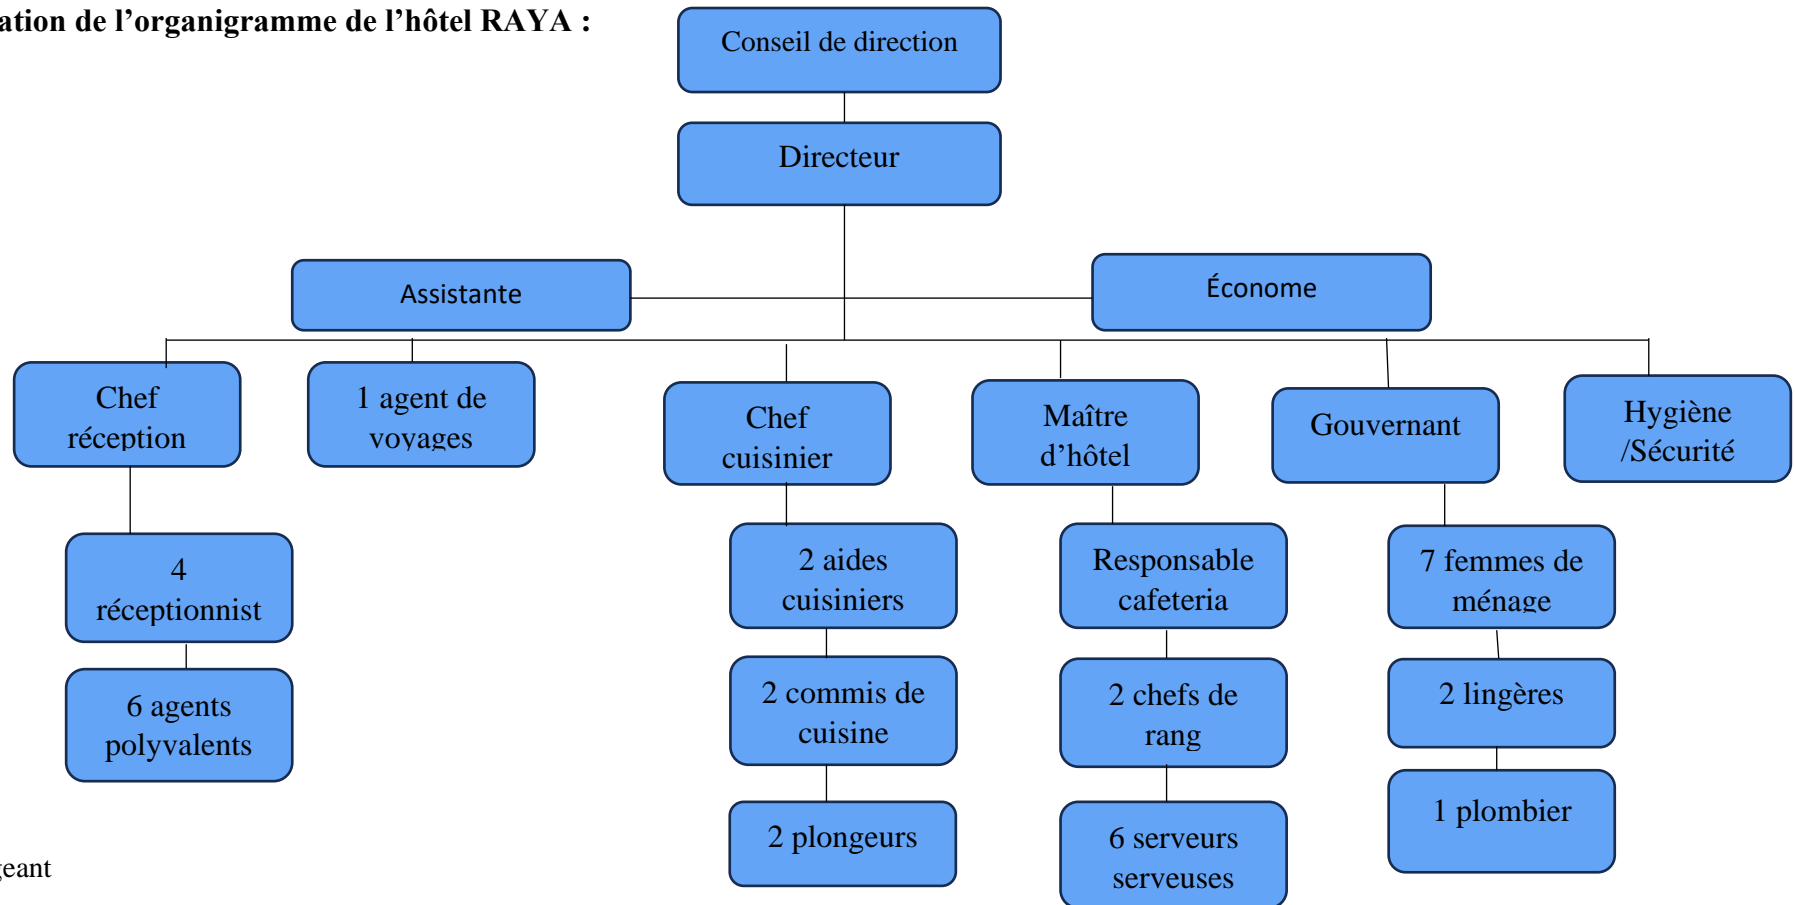 ation de l’organigramme de l’hôtel RAYA :
Conseil de direction
Directeur
Assistante
Économe
Chef
réception
1 agent de
voyages
Chef
cuisinier
Maître
d’hôtel
Gouvernant
Hygiène
/Sécurité
4
réceptionnist
6 agents
polyvalents
2 aides
cuisiniers
2 commis de
cuisine
2 plongeurs
Responsable
cafeteria
2 chefs de
rang
6 serveurs
serveuses
7 femmes de
ménage
2 lingères
1 plombier
geant